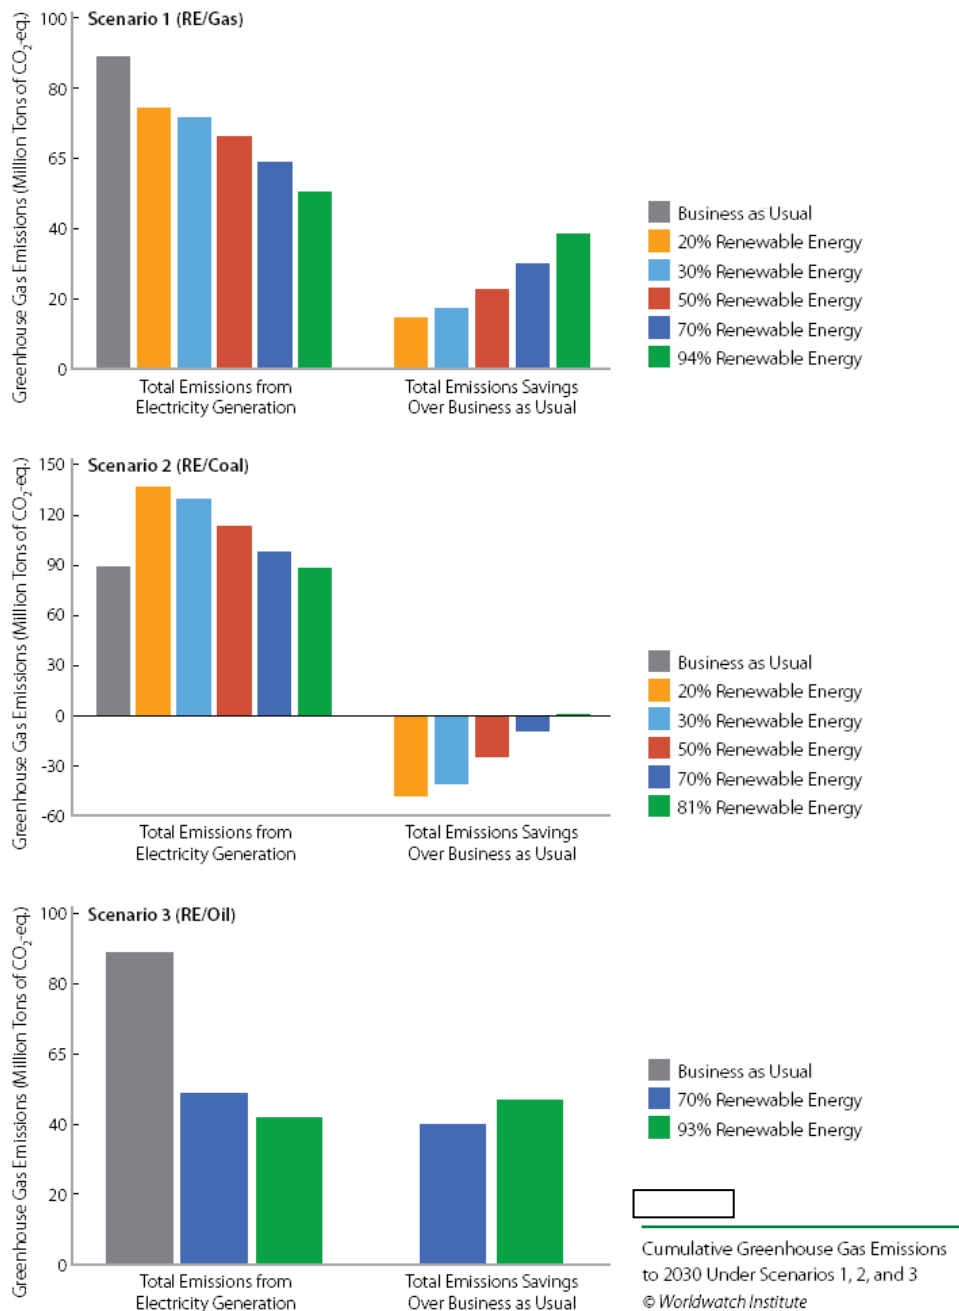 Scenario 1 (RE/Gas)
Greenhouse Gas Emissions (Million Tons of CO₂-eq.)
100
80
65
40
20
0
Total Emissions from
Electricity Generation
Total Emissions Savings
Over Business as Usual
Business as Usual
20% Renewable Energy
30% Renewable Energy
50% Renewable Energy
70% Renewable Energy
94% Renewable Energy
Scenario 2 (RE/Coal)
Greenhouse Gas Emissions (Million Tons of CO₂-eq.)
150
120
90
60
30
0
-30
-60
Total Emissions from
Electricity Generation
Total Emissions Savings
Over Business as Usual
Business as Usual
20% Renewable Energy
30% Renewable Energy
50% Renewable Energy
70% Renewable Energy
81% Renewable Energy
Scenario 3 (RE/Oil)
Greenhouse Gas Emissions (Million Tons of CO₂-eq.)
100
80
65
40
20
0
Total Emissions from
Electricity Generation
Total Emissions Savings
Over Business as Usual
Business as Usual
70% Renewable Energy
93% Renewable Energy
Cumulative Greenhouse Gas Emissions
to 2030 Under Scenarios 1, 2, and 3
© Worldwatch Institute